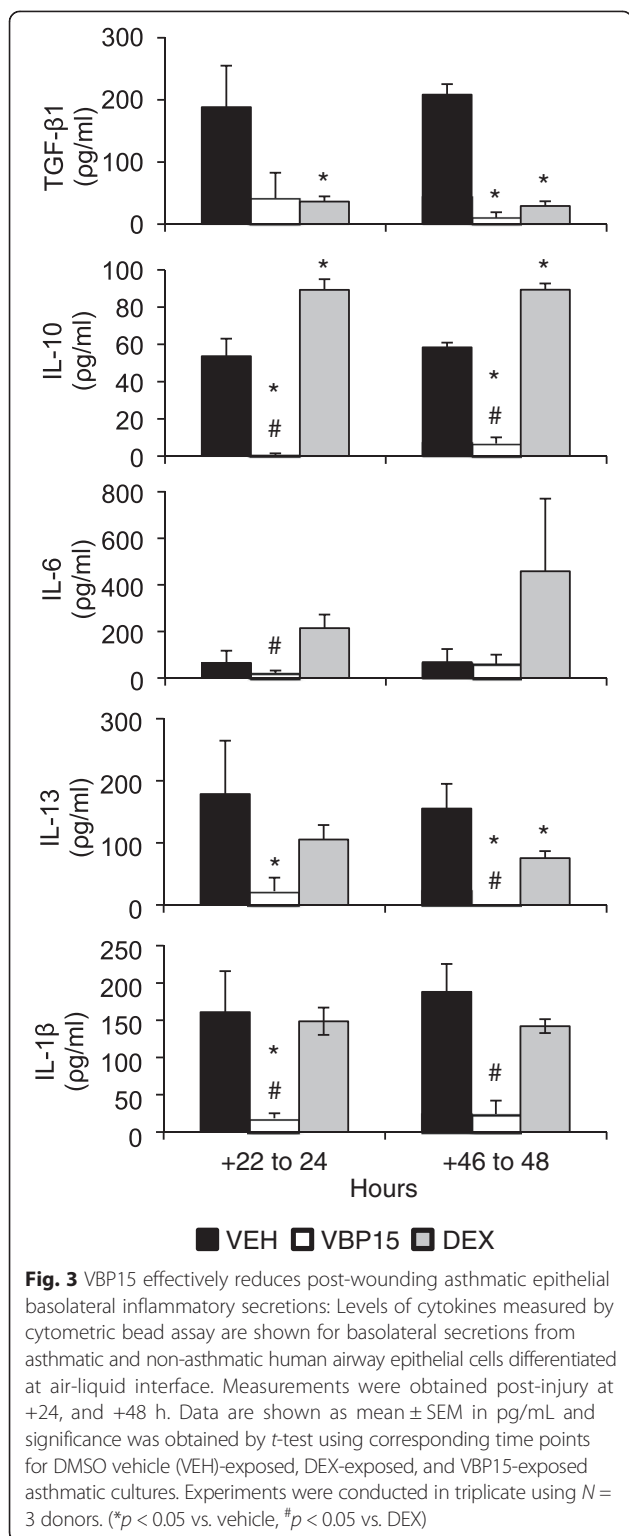 300
200
100
0
TGF-β1
(ρg/ml)
*
*
*
100
80
60
40
20
0
IL-10
(ρg/ml)
*
#
*
*
#
*
800
600
400
200
0
IL-6
(ρg/ml)
#
300
200
100
0
IL-13
(ρg/ml)
*
*
#
*
250
200
150
100
50
0
IL-1β
(ρg/ml)
*
#
#
+22 to 24
+46 to 48
Hours
VEH VBP15 DEX
Fig. 3 VBP15 effectively reduces post-wounding asthmatic epithelial
basolateral inflammatory secretions: Levels of cytokines measured by
cytometric bead assay are shown for basolateral secretions from
asthmatic and non-asthmatic human airway epithelial cells differentiated
at air-liquid interface. Measurements were obtained post-injury at
+24, and +48 h. Data are shown as mean ± SEM in pg/mL and
significance was obtained by t-test using corresponding time points
for DMSO vehicle (VEH)-exposed, DEX-exposed, and VBP15-exposed
asthmatic cultures. Experiments were conducted in triplicate using N =
3 donors. (*p < 0.05 vs. vehicle, #p < 0.05 vs. DEX)